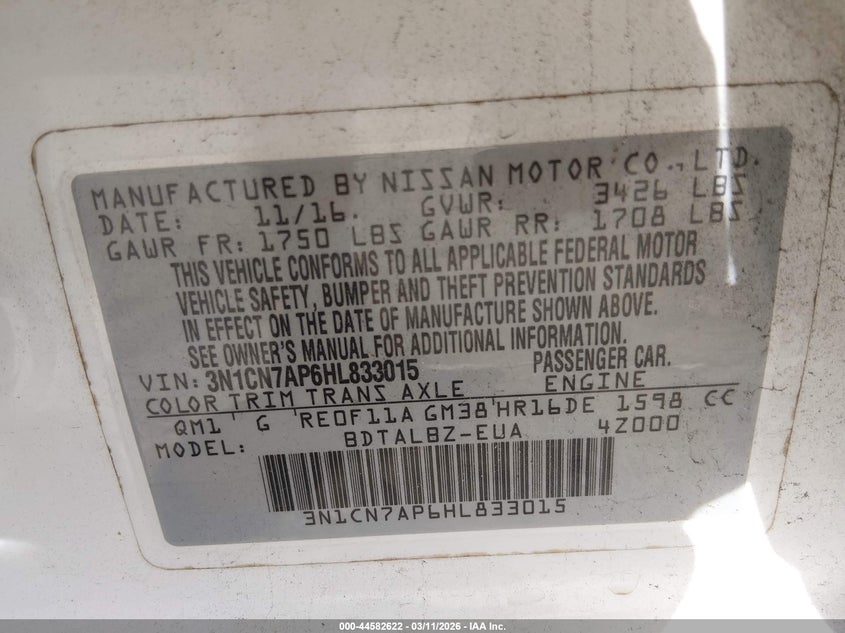 MANUFACTURED BY NISSAN MOTOR CO., LTD.
DATE: 11/16. GVWR: 3426 LBS
GAWR FR: 1750 LBS GAWR RR: 1708 LBS
THIS VEHICLE CONFORMS TO ALL APPLICABLE FEDERAL MOTOR
VEHICLE SAFETY, BUMPER AND THEFT PREVENTION STANDARDS
IN EFFECT ON THE DATE OF MANUFACTURE SHOWN ABOVE.
SEE OWNER'S MANUAL FOR ADDITIONAL INFORMATION.
VIN: 3N1CN7AP6HL833015 PASSENGER CAR.
COLOR TRIM TRANS AXLE ENGINE
QM1 G RE0F11A GM38 HR16DE 1598 CC
MODEL: BDTALBZ-EUA 4Z000
3N1CN7AP6HL833015
000-44582622 — 03/11/2026 — IAA Inc.